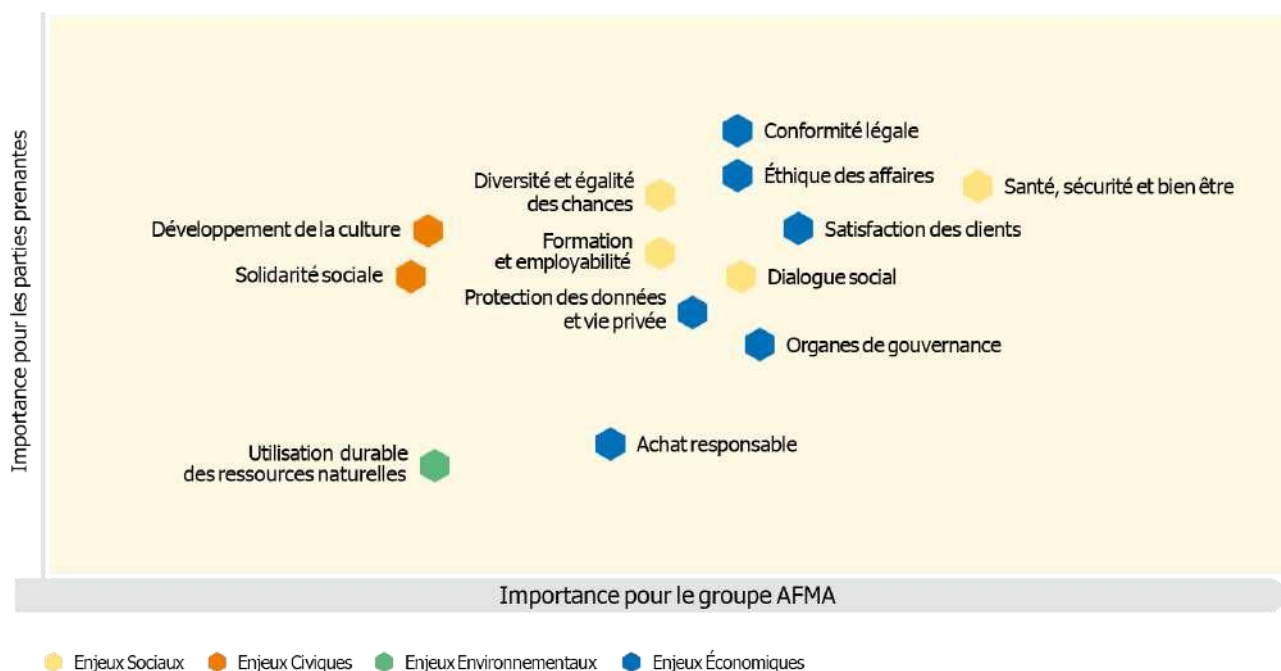 Importance pour les parties prenantes
Conformité légale
Diversité et égalité
des chances
Éthique des affaires
Santé, sécurité et bien être
Développement de la culture
Satisfaction des clients
Formation
et employabilité
Solidarité sociale
Dialogue social
Protection des données
et vie privée
Organes de gouvernance
Achat responsable
Utilisation durable
des ressources naturelles
Importance pour le groupe AFMA
Enjeux Sociaux
Enjeux Civiques
Enjeux Environnementaux
Enjeux Économiques